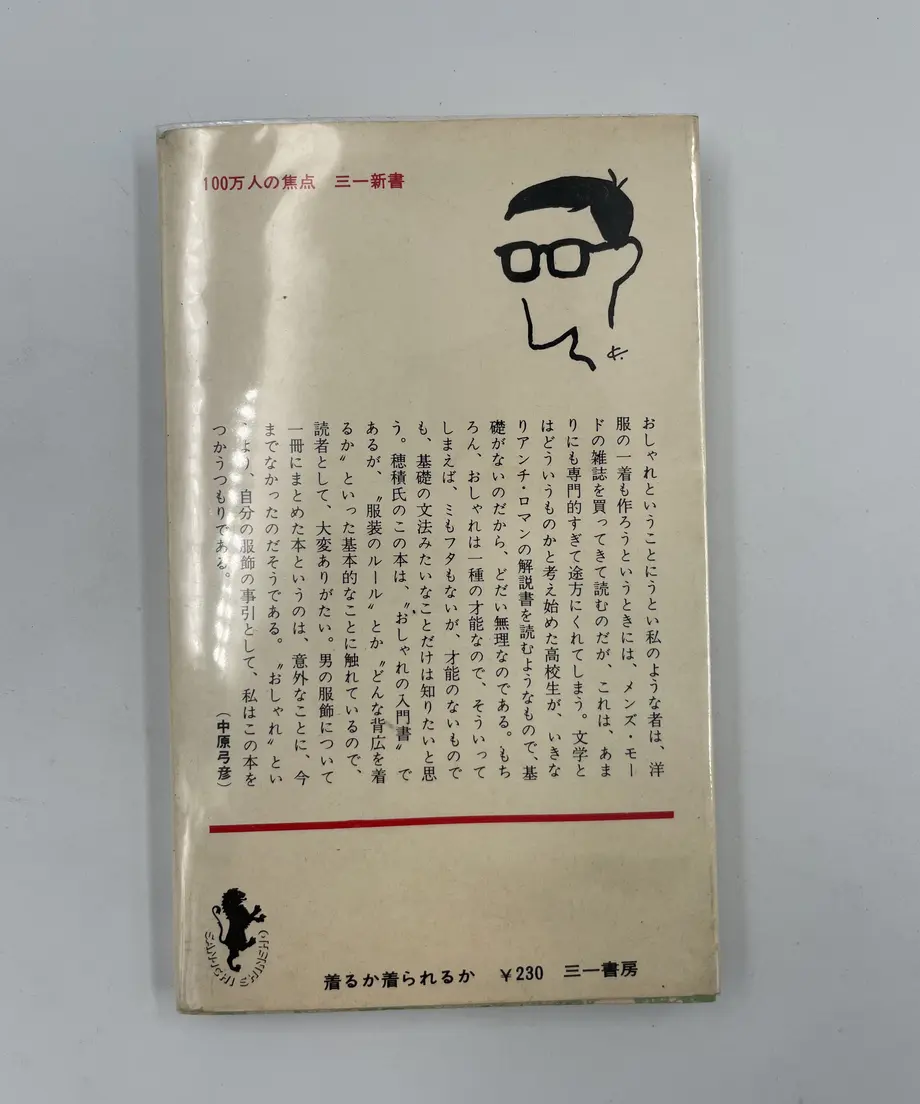 100万人の焦点 三一新書
おしゃれということにうとい私のような者は、洋
服の一着も作ろうというときには、メンズ・モー
ドの雑誌を買ってきて読むのだが、これは、あま
りにも専門的すぎて途方にくれてしまう。文学と
はどういうものかと考え始めた高校生が、いきな
りアンチ・ロマンの解説書を読むようなもので、基
礎がないのだから、どだい無理なのである。もち
ろん、おしゃれは一種の才能なので、そういって
しまえば、ミもフタもないが、才能のないもので
も、基礎の文法みたいなことだけは知りたいと思
う。穂積氏のこの本は、〝おしゃれの入門書〟で
あるが、〝服装のルール〟とか〝どんな背広を着
るか〟といった基本的なことに触れているので、
読者として、大変ありがたい。男の服飾について
一冊にまとめた本というのは、意外なことに、今
までなかったのだそうである。〝おしゃれ〟とい
より、自分の服飾の事引として、私はこの本を
つかうつもりである。
(中原弓彦)
SAN-ICHI SHINSHO
着るか着られるか ¥230 三一書房